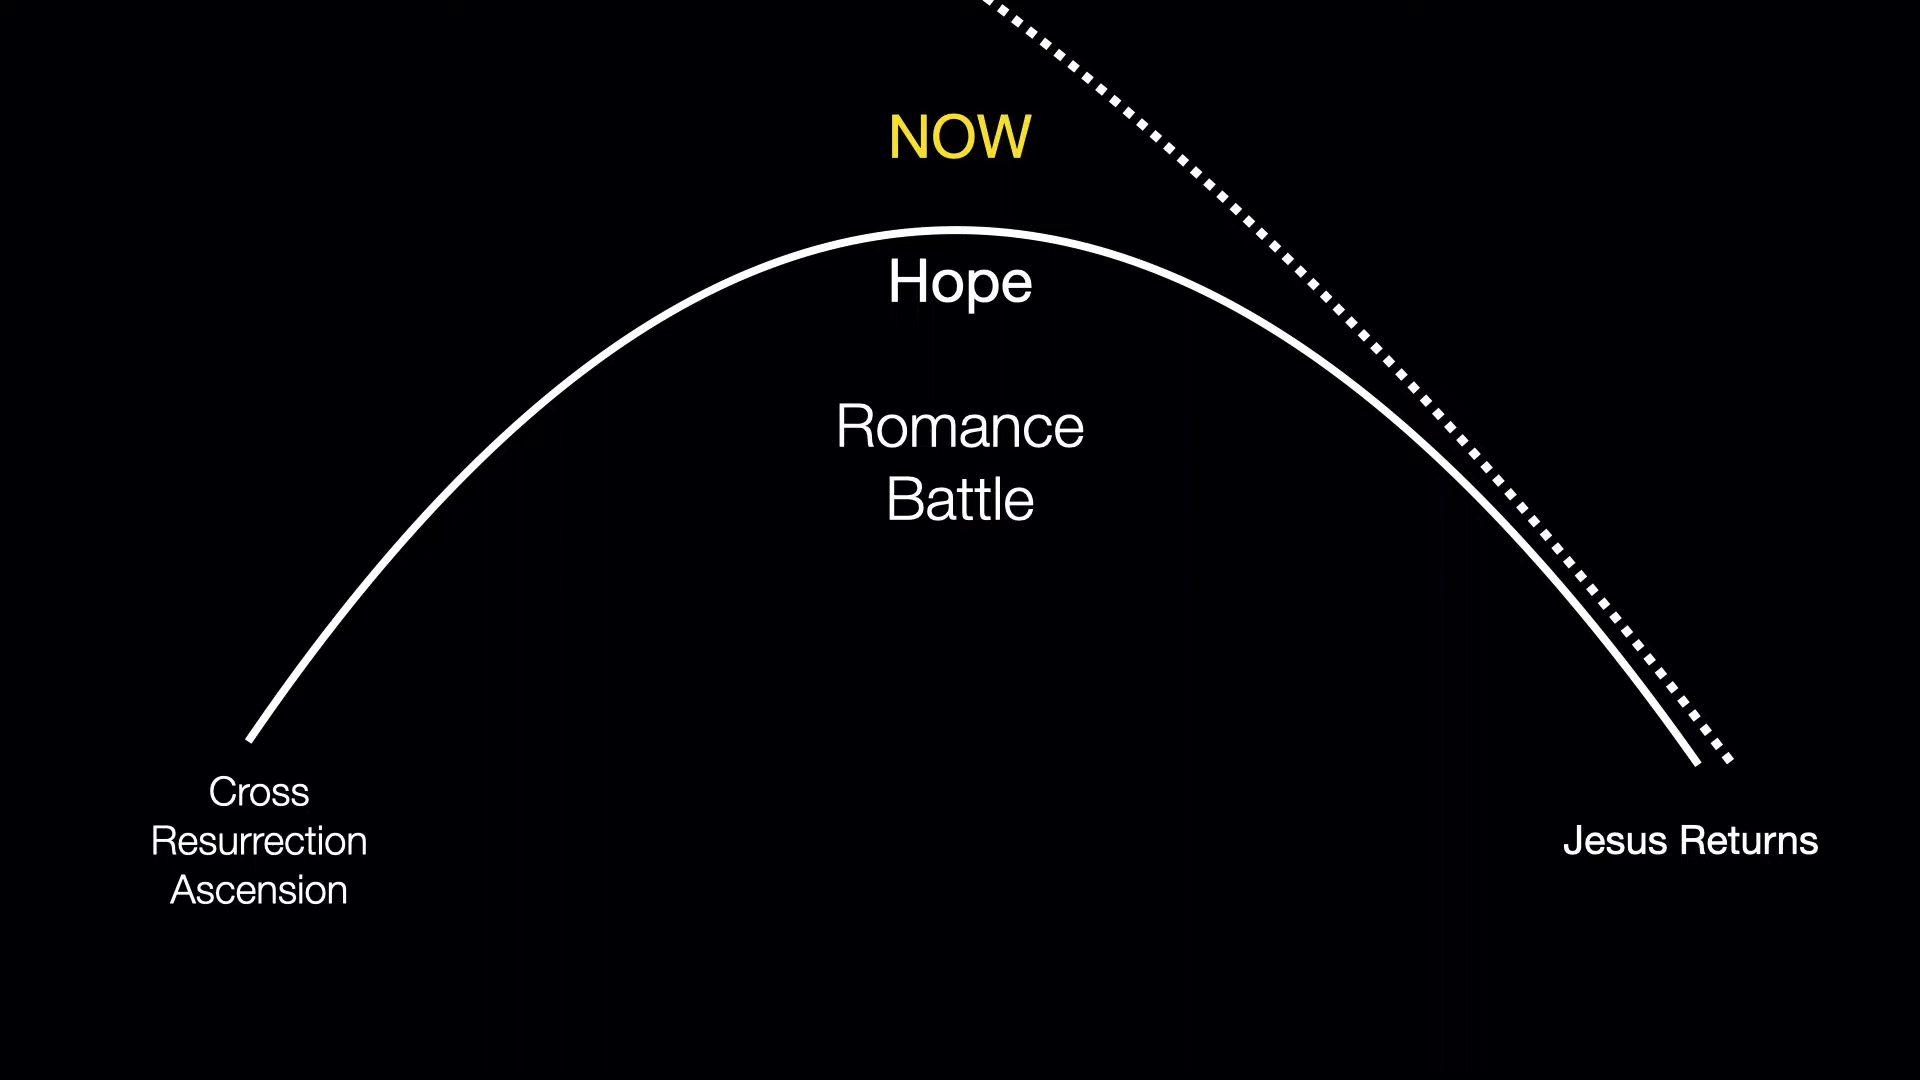 NOW
Hope
Romance
Battle
Cross
Resurrection
Ascension
Jesus Returns